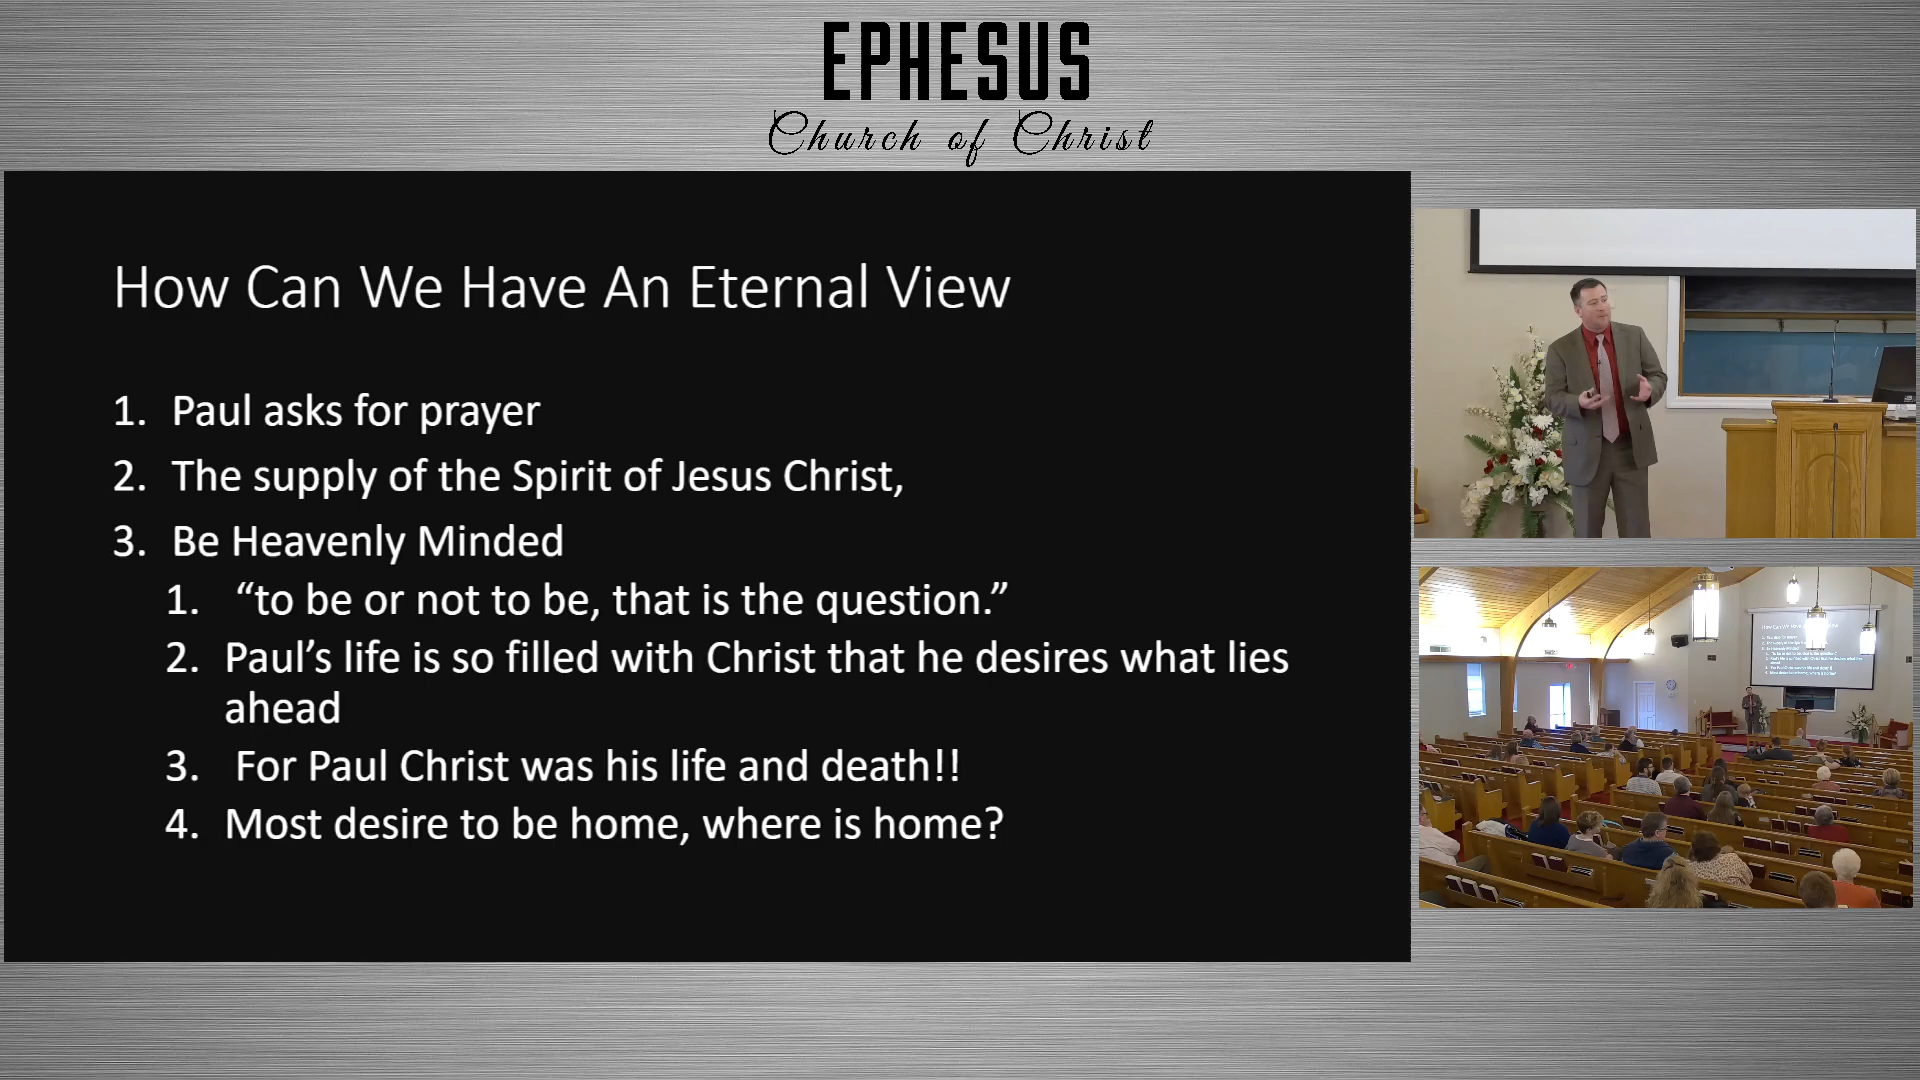 EPHESUS
Church of Christ
How Can We Have An Eternal View
1. Paul asks for prayer
2. The supply of the Spirit of Jesus Christ,
3. Be Heavenly Minded
1. “to be or not to be, that is the question.”
2. Paul’s life is so filled with Christ that he desires what lies
ahead
3. For Paul Christ was his life and death!!
4. Most desire to be home, where is home?